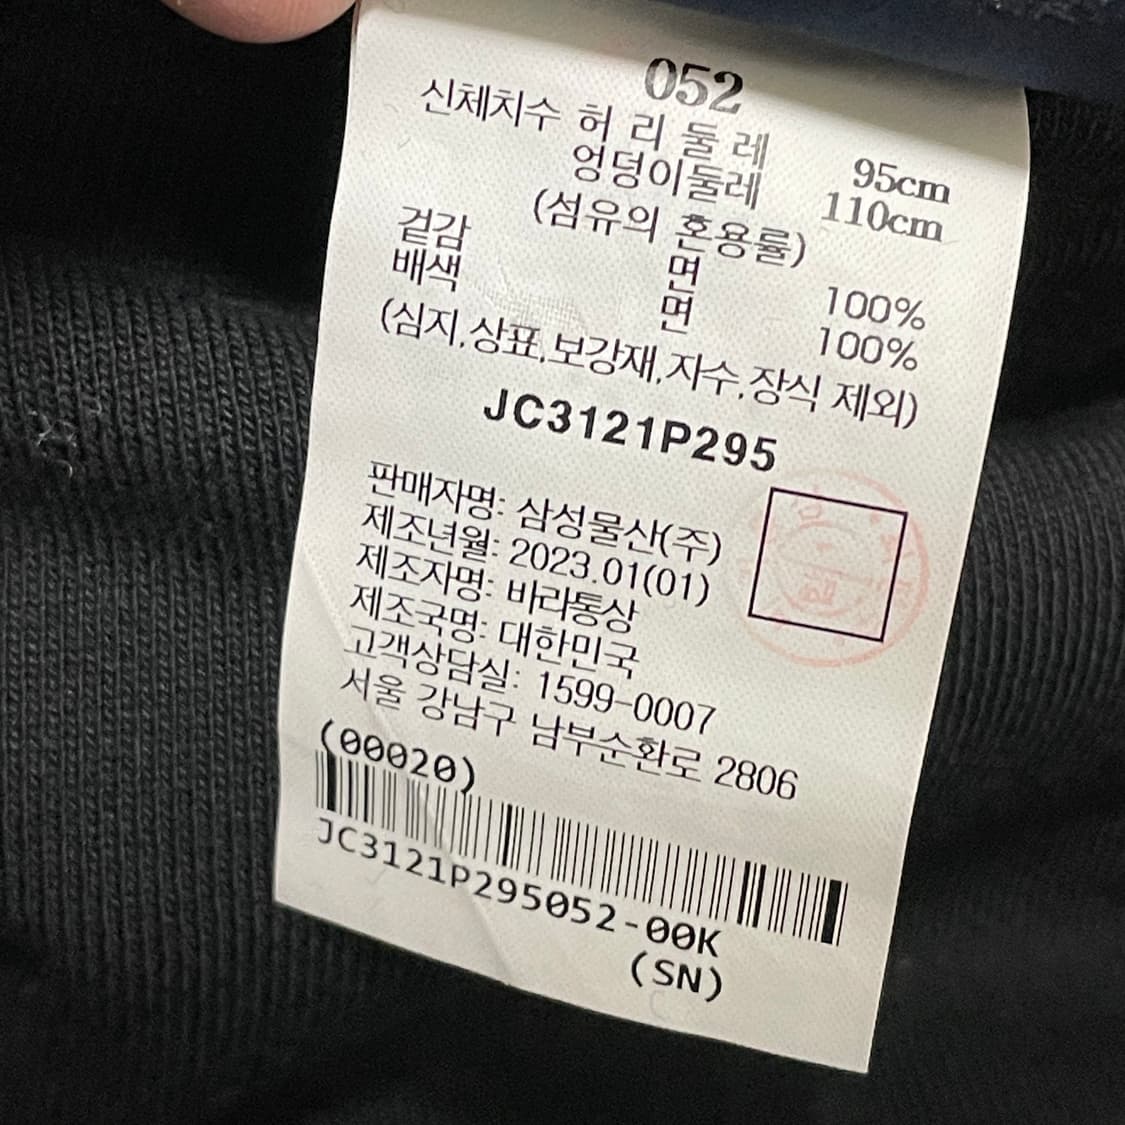 052
신체치수 허 리 둘 레 95cm
엉덩이둘레 110cm
(섬유의 혼용률)
겉감 면 100%
배색 면 100%
(심지,상표,보강재,자수,장식 제외)
JC3121P295
판매자명: 삼성물산(주)
제조년월: 2023.01(01)
제조자명: 바라통상
제조국명: 대한민국
고객상담실: 1599-0007
서울 강남구 남부순환로 2806
(00020)
JC3121P295052-00K
(SN)